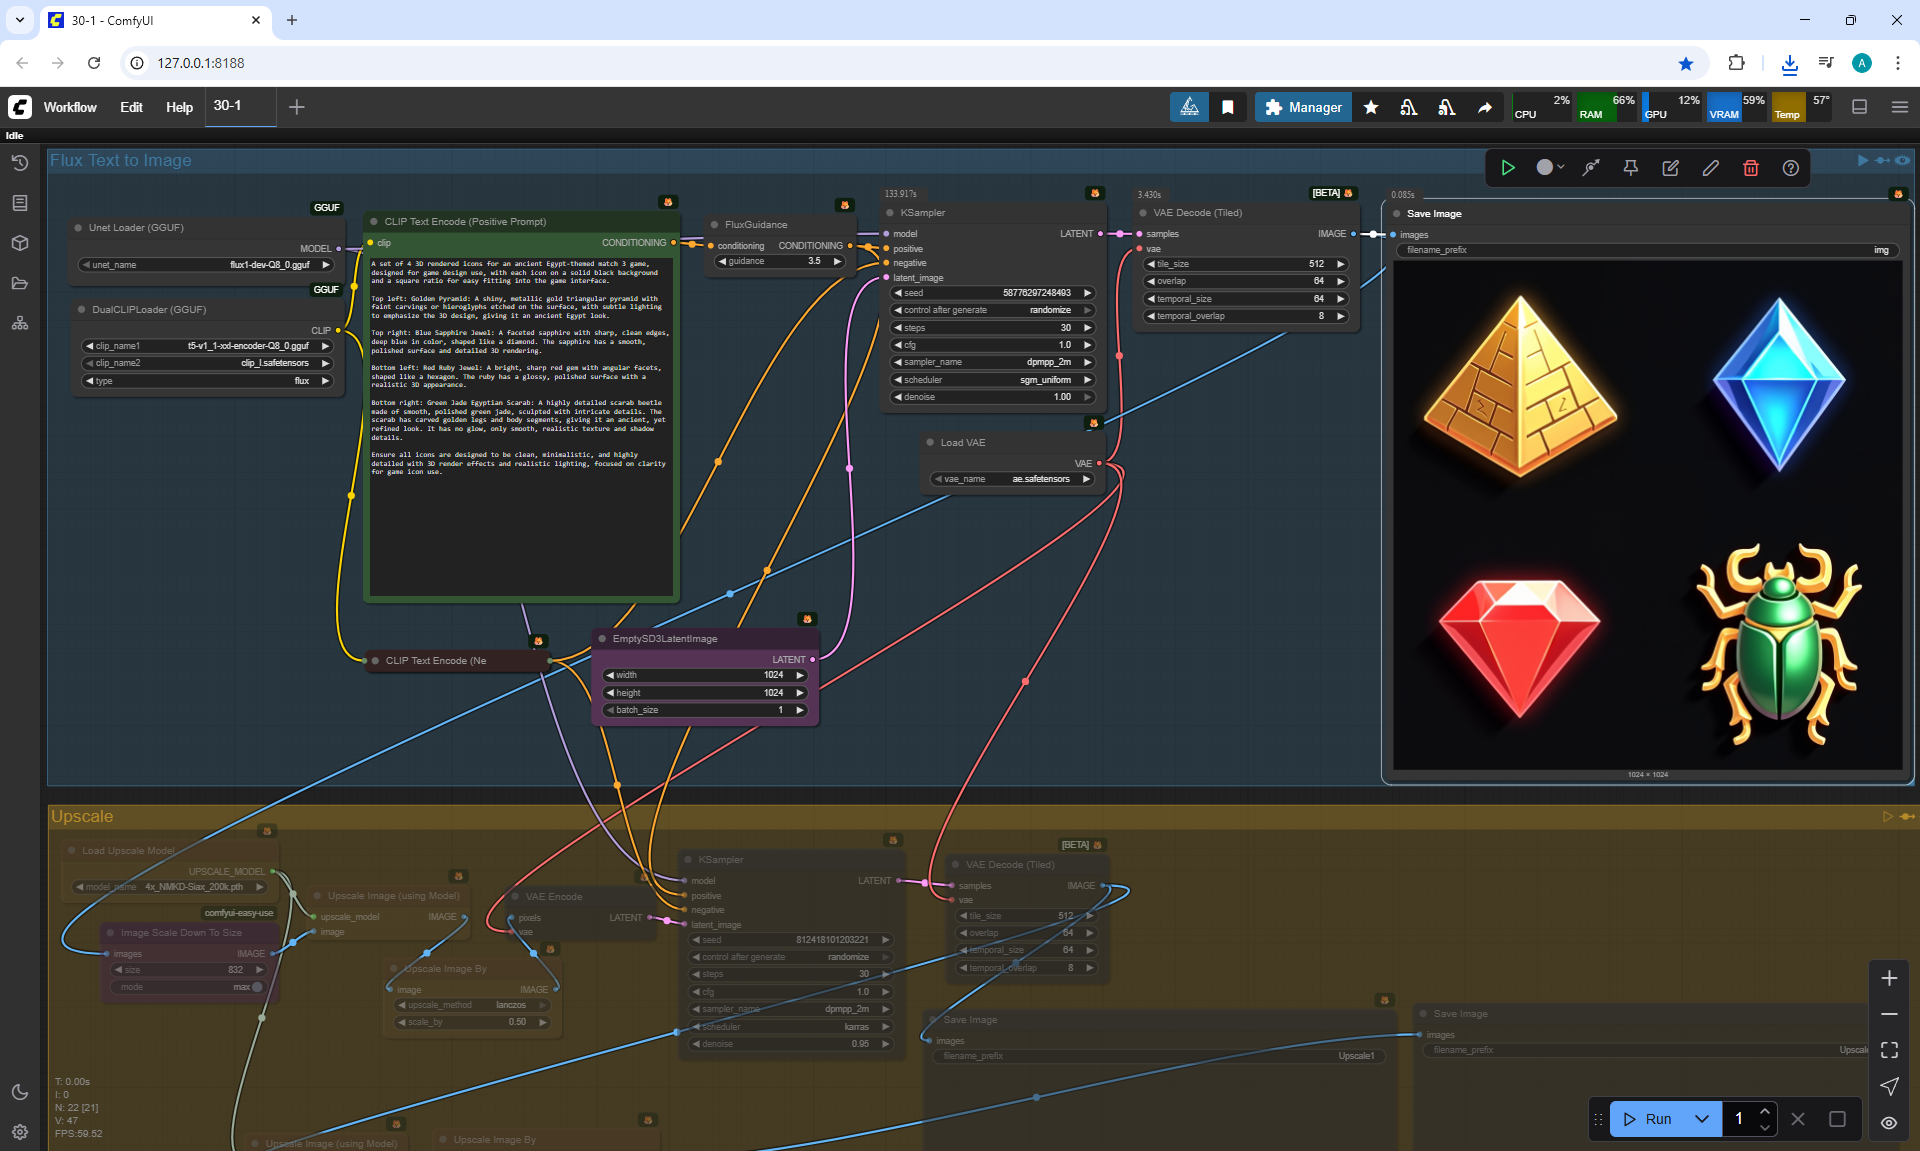 30-1 - ComfyUI
127.0.0.1:8188
Workflow
Edit
Help
30-1
Manager
CPU 2%
RAM 66%
GPU 12%
VRAM 59%
Temp 57°
Idle
Flux Text to Image
GGUF
Unet Loader (GGUF)
MODEL
unet_name flux1-dev-Q8_0.gguf
GGUF
DualCLIPLoader (GGUF)
CLIP
clip_name1 t5-v1_1-xxl-encoder-Q8_0.gguf
clip_name2 clip_l.safetensors
type flux
CLIP Text Encode (Positive Prompt)
clip CONDITIONING
A set of 4 3D rendered icons for an ancient Egypt-themed match 3 game,
designed for game design use, with each icon on a solid black background
and a square ratio for easy fitting into the game interface.
Top left: Golden Pyramid: A shiny, metallic gold triangular pyramid with
faint carvings or hieroglyphs etched on the surface, with subtle lighting
to emphasize the 3D design, giving it an ancient Egypt look.
Top right: Blue Sapphire Jewel: A faceted sapphire with sharp, clean edges,
deep blue in color, shaped like a diamond. The sapphire has a smooth,
polished surface and detailed 3D rendering.
Bottom left: Red Ruby Jewel: A bright, sharp red gem with angular facets,
shaped like a hexagon. The ruby has a glossy, polished surface with a
realistic 3D appearance.
Bottom right: Green Jade Egyptian Scarab: A highly detailed scarab beetle
made of smooth, polished green jade, sculpted with intricate details. The
scarab has carved golden legs and body segments, giving it an ancient, yet
refined look. It has no glow, only smooth, realistic texture and shadow
details.
Ensure all icons are designed to be clean, minimalistic, and highly
detailed with 3D render effects and realistic lighting, focused on clarity
for game icon use.
FluxGuidance
conditioning CONDITIONING
guidance 3.5
133.917s
KSampler
model LATENT
positive
negative
latent_image
seed 58776297248493
control after generate randomize
steps 30
cfg 1.0
sampler_name dpmpp_2m
scheduler sgm_uniform
denoise 1.00
3.430s
[BETA]
VAE Decode (Tiled)
samples IMAGE
vae
tile_size 512
overlap 64
temporal_size 64
temporal_overlap 8
0.085s
Save Image
images
filename_prefix img
1024 × 1024
Load VAE
VAE
vae_name ae.safetensors
CLIP Text Encode (Ne
EmptySD3LatentImage
LATENT
width 1024
height 1024
batch_size 1
Upscale
Load Upscale Model
UPSCALE_MODEL
model_name 4x_NMKD-Siax_200k.pth
comfyui-easy-use
Image Scale Down To Size
images IMAGE
size 832
mode max
Upscale Image (using Model)
upscale_model IMAGE
image
Upscale Image By
image IMAGE
upscale_method lanczos
scale_by 0.50
VAE Encode
pixels LATENT
vae
KSampler
model LATENT
positive
negative
latent_image
seed 812418101203221
control after generate randomize
steps 30
cfg 1.0
sampler_name dpmpp_2m
scheduler karras
denoise 0.95
[BETA]
VAE Decode (Tiled)
samples IMAGE
vae
tile_size 512
overlap 64
temporal_size 64
temporal_overlap 8
Save Image
images
filename_prefix Upscale1
Save Image
images
filename_prefix Upscale
T: 0.00s
I: 0
N: 22 [21]
V: 47
FPS:59.52
Upscale Image (using Model)
Upscale Image By
Run
1